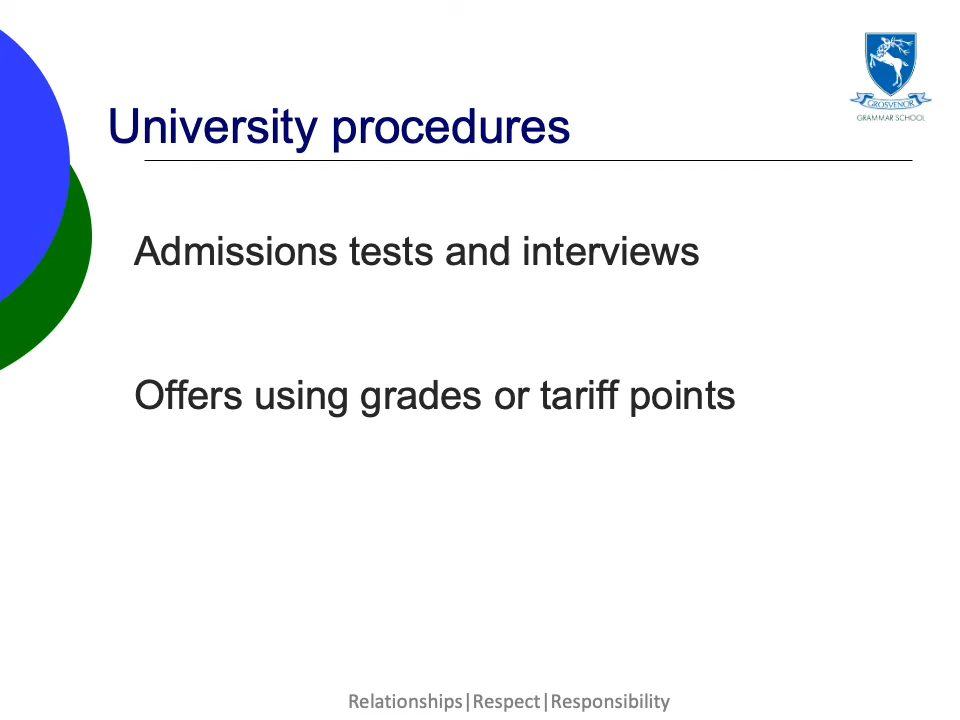 GROSVENOR
GRAMMAR SCHOOL
University procedures
Admissions tests and interviews
Offers using grades or tariff points
Relationships|Respect|Responsibility